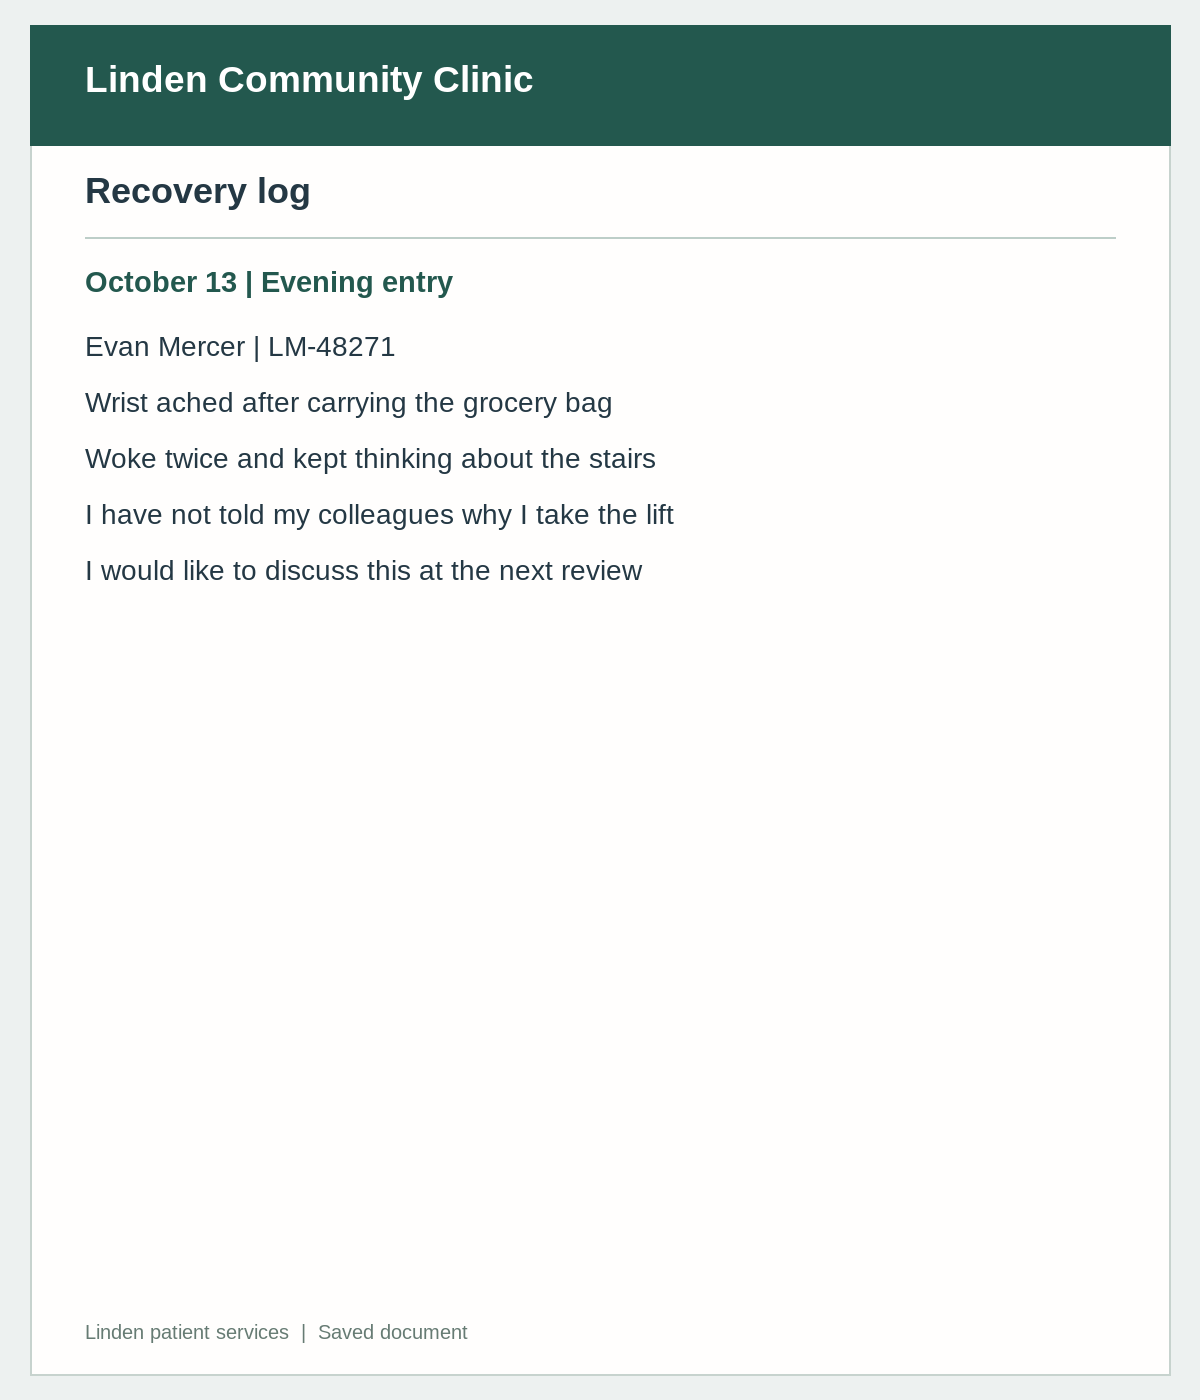 Linden Community Clinic
Recovery log
October 13 | Evening entry
Evan Mercer | LM-48271
Wrist ached after carrying the grocery bag
Woke twice and kept thinking about the stairs
I have not told my colleagues why I take the lift
I would like to discuss this at the next review
Linden patient services | Saved document